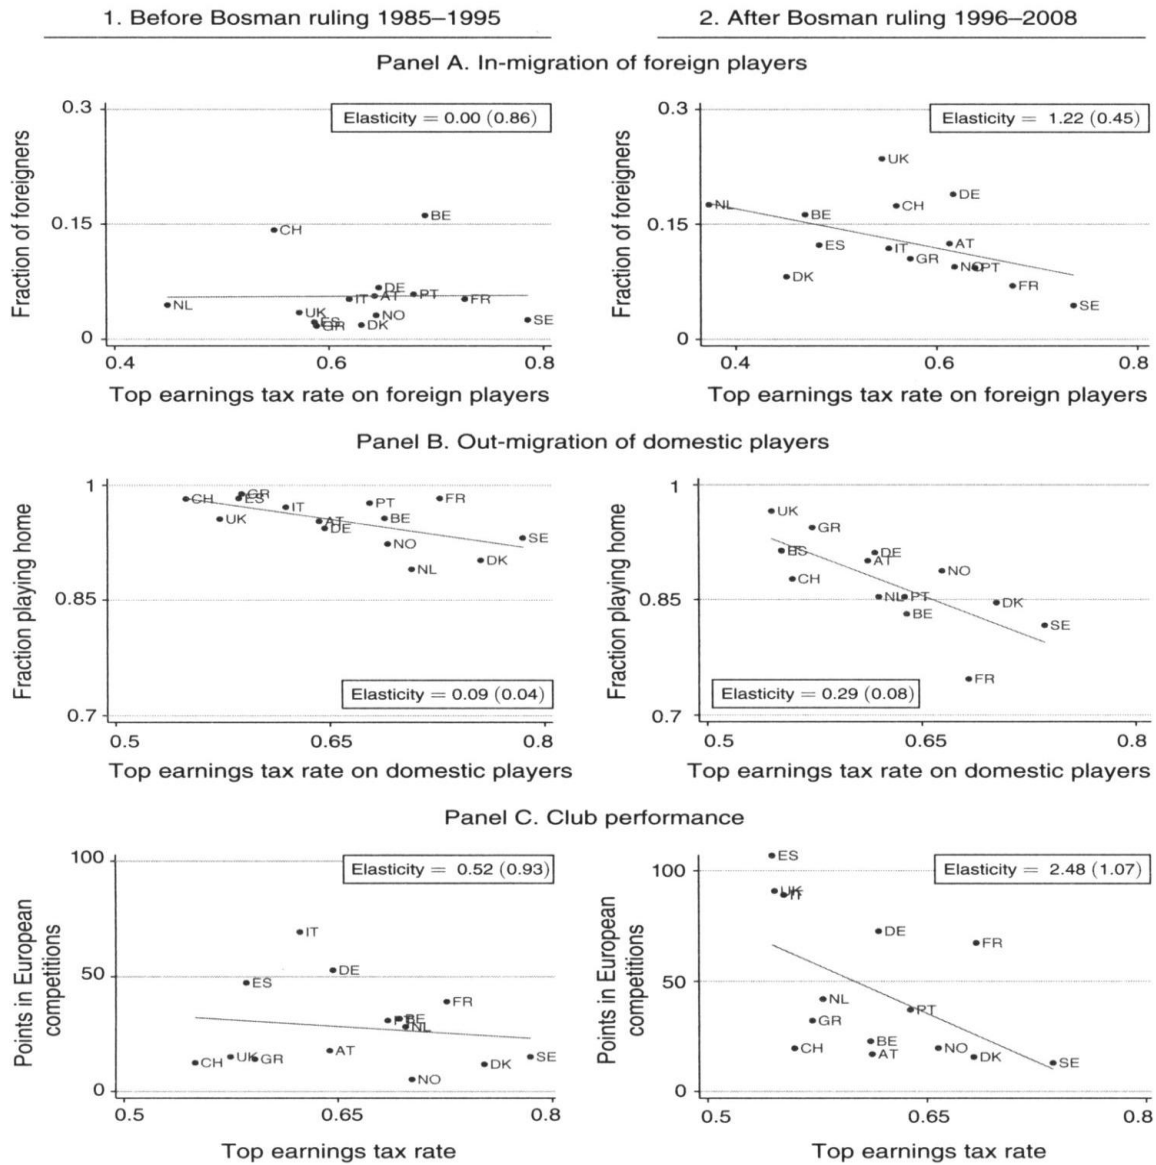 1. Before Bosman ruling 1985–1995
2. After Bosman ruling 1996–2008
Panel A. In-migration of foreign players
Fraction of foreigners
0.3
0.15
0
Elasticity = 0.00 (0.86)
BE
CH
DE
AT
PT
IT
FR
NL
UK
ES
GR
NO
DK
SE
0.4
0.6
0.8
Top earnings tax rate on foreign players
Fraction of foreigners
0.3
0.15
0
Elasticity = 1.22 (0.45)
UK
DE
NL
CH
BE
ES
IT
AT
GR
NO
PT
DK
FR
SE
0.4
0.6
0.8
Top earnings tax rate on foreign players
Panel B. Out-migration of domestic players
Fraction playing home
1
0.85
0.7
CH
GR
ES
IT
PT
FR
UK
AT
DE
BE
NO
SE
DK
NL
Elasticity = 0.09 (0.04)
0.5
0.65
0.8
Top earnings tax rate on domestic players
Fraction playing home
1
0.85
0.7
UK
GR
ES
DE
AT
CH
NO
NL
PT
DK
BE
SE
FR
Elasticity = 0.29 (0.08)
0.5
0.65
0.8
Top earnings tax rate on domestic players
Panel C. Club performance
Points in European
competitions
100
50
0
Elasticity = 0.52 (0.93)
IT
DE
ES
FR
PT
BE
NL
AT
CH
UK
GR
DK
SE
NO
0.5
0.65
0.8
Top earnings tax rate
Points in European
competitions
100
50
0
Elasticity = 2.48 (1.07)
ES
UK
IT
DE
FR
NL
PT
GR
CH
BE
AT
NO
DK
SE
0.5
0.65
0.8
Top earnings tax rate